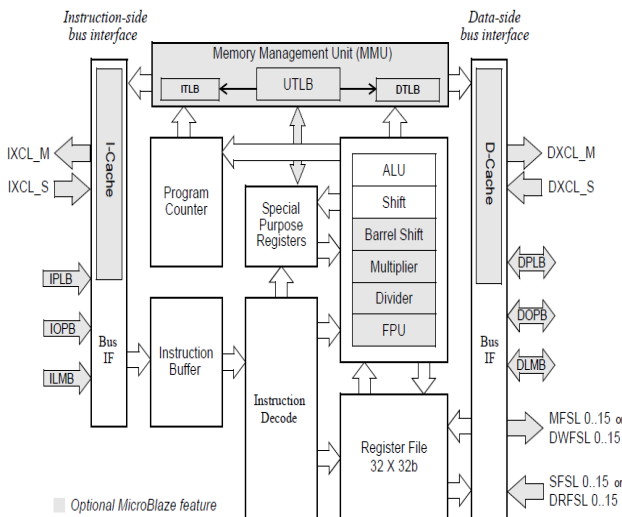 Instruction-side
bus interface
Data-side
bus interface
Memory Management Unit (MMU)
ITLB
UTLB
DTLB
I-Cache
D-Cache
IXCL_M
IXCL_S
DXCL_M
DXCL_S
Program
Counter
Special
Purpose
Registers
ALU
Shift
Barrel Shift
Multiplier
Divider
FPU
IPLB
IOPB
ILMB
Bus
IF
Instruction
Buffer
Instruction
Decode
Register File
32 X 32b
Bus
IF
DPLB
DOPB
DLMB
MFSL 0..15 or
DWFSL 0..15
SFSL 0..15 or
DRFSL 0..15
Optional MicroBlaze feature